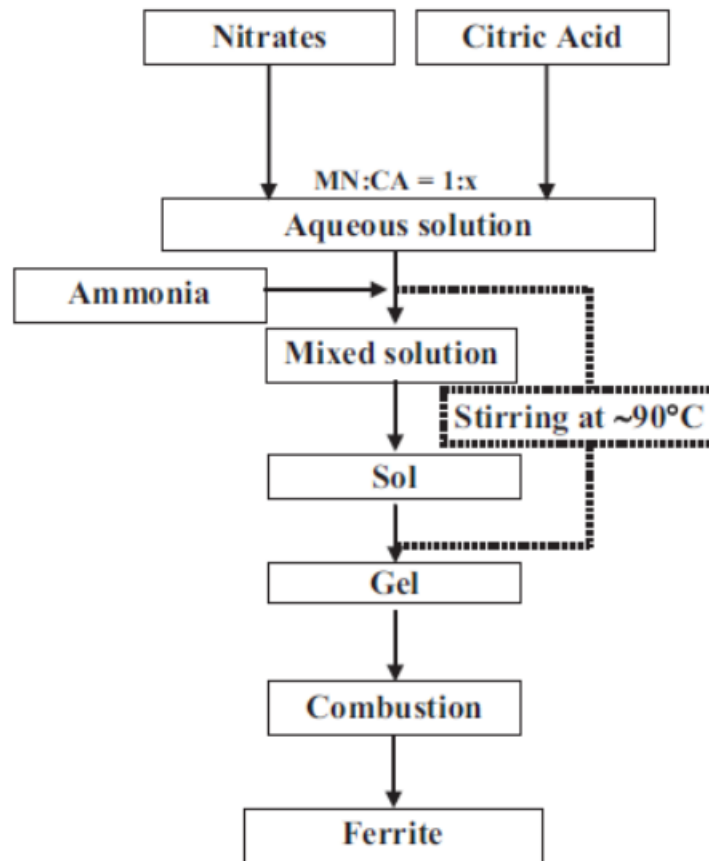 Nitrates
Citric Acid
MN:CA = 1:x
Aqueous solution
Ammonia
Mixed solution
Stirring at ~90°C
Sol
Gel
Combustion
Ferrite